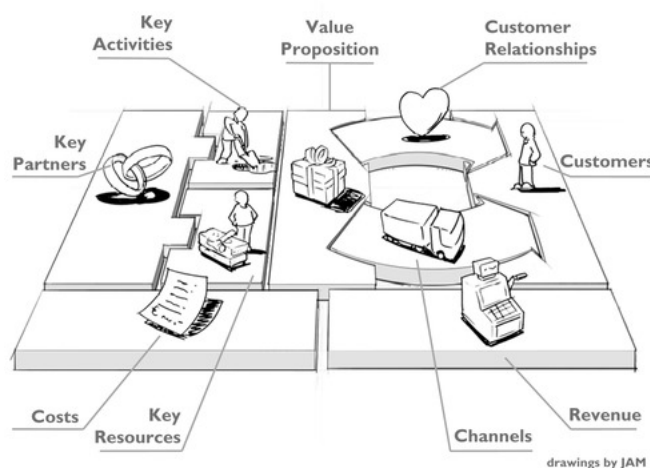 Key
Activities
Value
Proposition
Customer
Relationships
Key
Partners
Customers
Costs
Key
Resources
Channels
Revenue
drawings by JAM